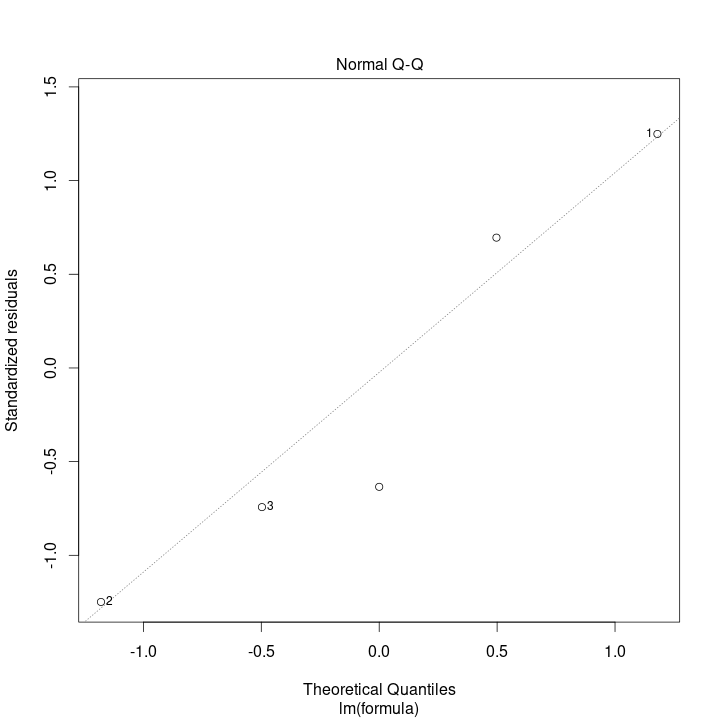 Normal Q-Q
1.5
1.0
0.5
0.0
-0.5
-1.0
Standardized residuals
1
3
2
-1.0 -0.5 0.0 0.5 1.0
Theoretical Quantiles
lm(formula)